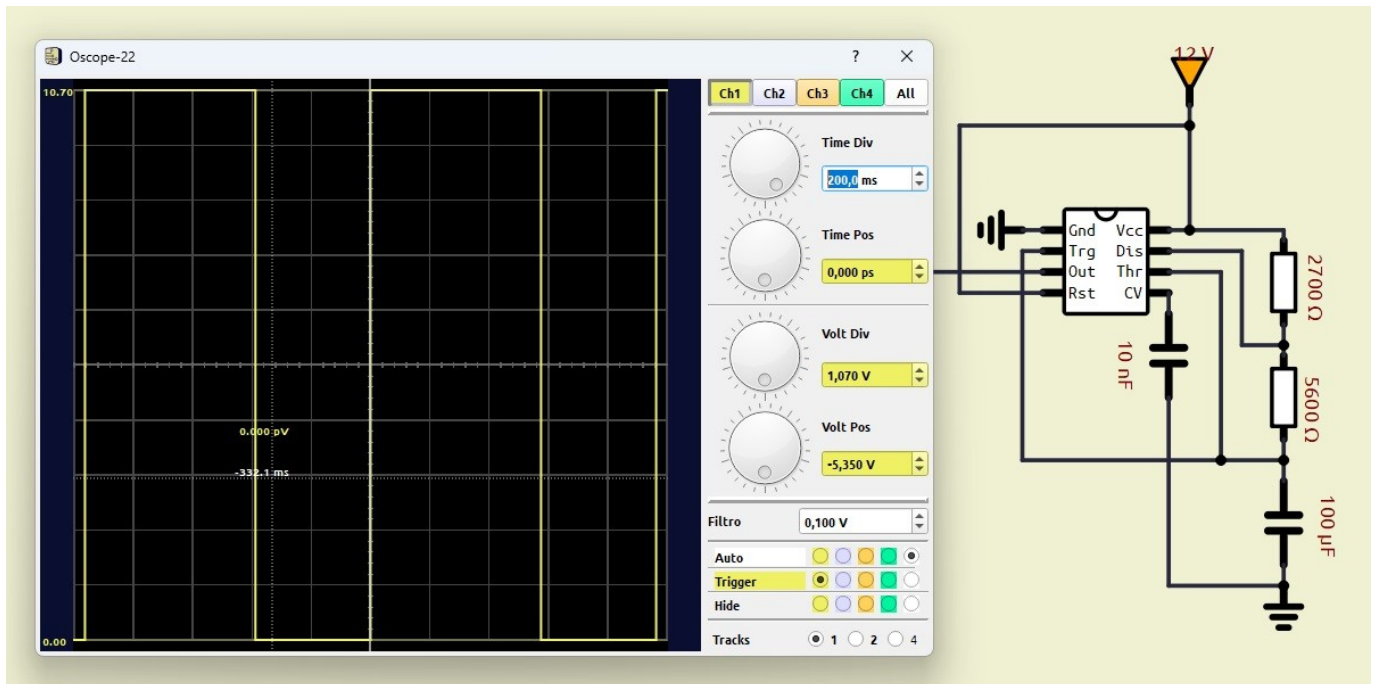 Oscope-22
?
10.70
0.000 pV
-332.1 ms
0.00
Ch1 Ch2 Ch3 Ch4 All
Time Div
200,0 ms
Time Pos
0,000 ps
Volt Div
1,070 V
Volt Pos
-5,350 V
Filtro 0,100 V
Auto
Trigger
Hide
Tracks 1 2 4
12 V
Gnd Vcc
Trg Dis
Out Thr
Rst CV
2700 Ω
10 nF
5600 Ω
100 µF